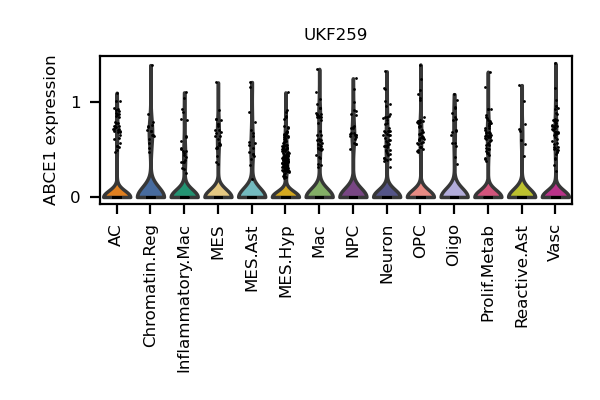 UKF259
ABCE1 expression
1
0
AC
Chromatin.Reg
Inflammatory.Mac
MES
MES.Ast
MES.Hyp
Mac
NPC
Neuron
OPC
Oligo
Prolif.Metab
Reactive.Ast
Vasc